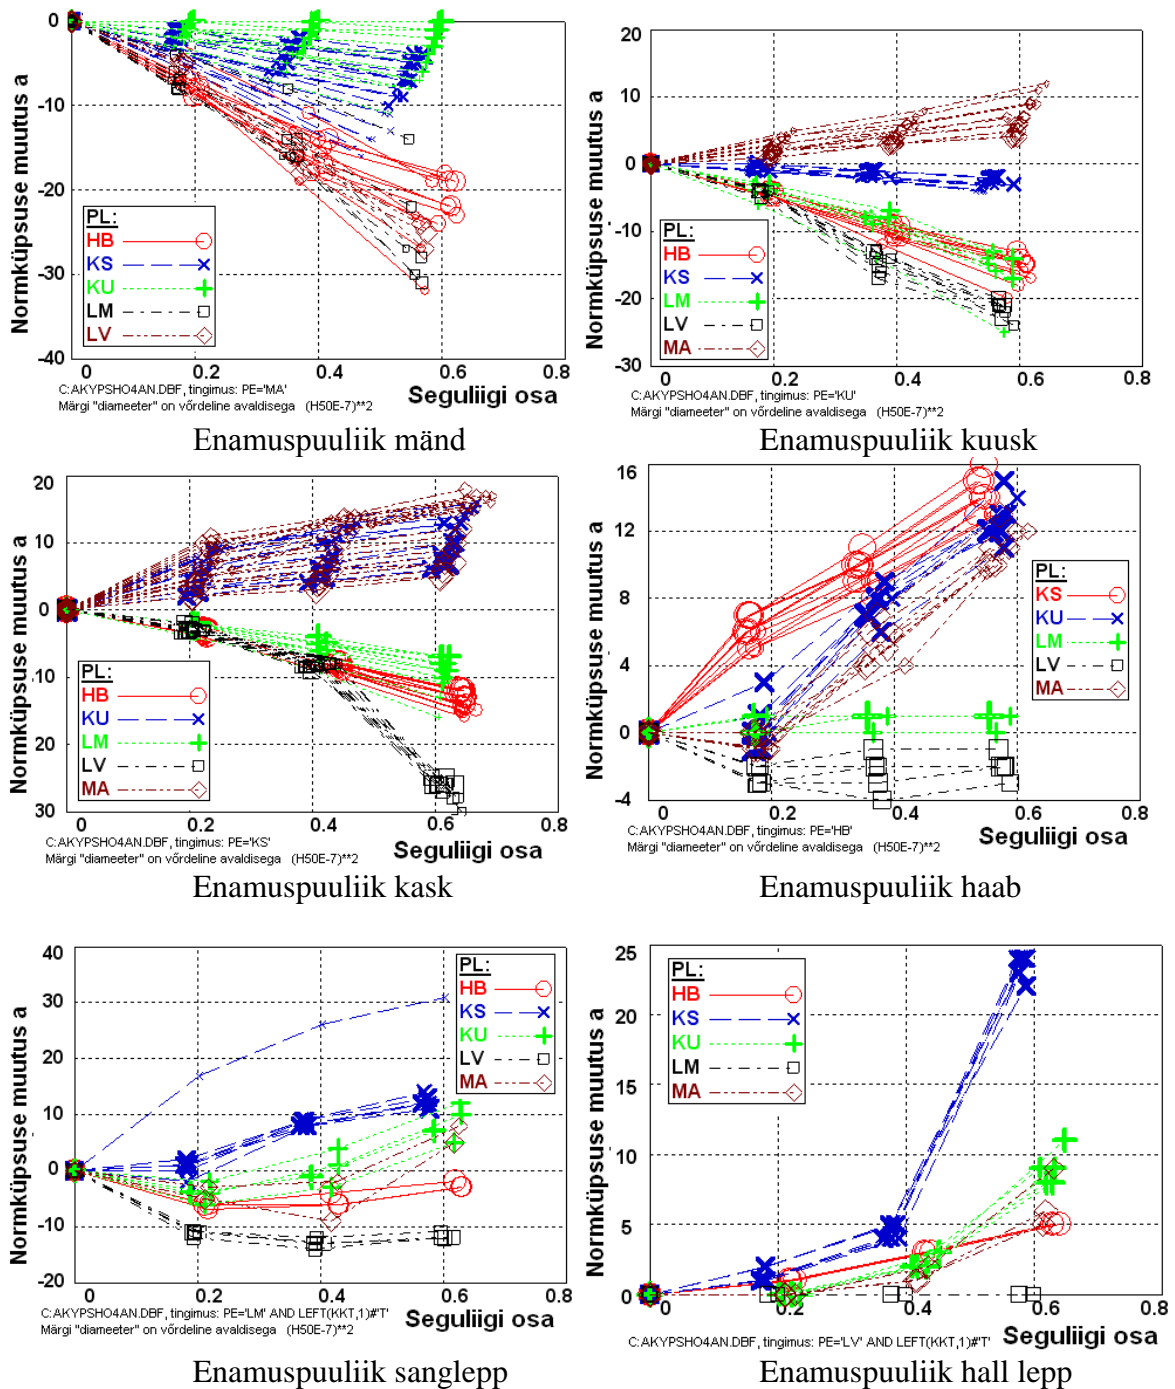 Normküpsuse muutus a
0
-10
-20
-30
-40
PL:
HB
KS
KU
LM
LV
0 0.2 0.4 0.6 0.8
C:AKYPSHO4AN.DBF, tingimus: PE='MA'
Märgi "diameeter" on võrdeline avaldisega (H50E-7)**2
Seguliigi osa
Enamuspuuliik mänd
Normküpsuse muutus a
20
10
0
-10
-20
-30
PL:
HB
KS
LM
LV
MA
0 0.2 0.4 0.6 0.8
C:AKYPSHO4AN.DBF, tingimus: PE='KU'
Märgi "diameeter" on võrdeline avaldisega (H50E-7)**2
Seguliigi osa
Enamuspuuliik kuusk
Normküpsuse muutus a
20
10
0
10
20
30
PL:
HB
KU
LM
LV
MA
0 0.2 0.4 0.6 0.8
C:AKYPSHO4AN.DBF, tingimus: PE='KS'
Märgi "diameeter" on võrdeline avaldisega (H50E-7)**2
Seguliigi osa
Enamuspuuliik kask
Normküpsuse muutus a
16
12
8
4
0
-4
PL:
KS
KU
LM
LV
MA
0 0.2 0.4 0.6 0.8
C:AKYPSHO4AN.DBF, tingimus: PE='HB'
Märgi "diameeter" on võrdeline avaldisega (H50E-7)**2
Seguliigi osa
Enamuspuuliik haab
Normküpsuse muutus a
40
30
20
10
0
-10
-20
PL:
HB
KS
KU
LV
MA
0 0.2 0.4 0.6 0.8
C:AKYPSHO4AN.DBF, tingimus: PE='LM' AND LEFT(KKT,1)#'T'
Märgi "diameeter" on võrdeline avaldisega (H50E-7)**2
Seguliigi osa
Enamuspuuliik sanglepp
Normküpsuse muutus a
25
20
15
10
5
0
PL:
HB
KS
KU
LM
MA
0 0.2 0.4 0.6 0.8
C:AKYPSHO4AN.DBF, tingimus: PE='LV' AND LEFT(KKT,1)#'T'
Seguliigi osa
Enamuspuuliik hall lepp